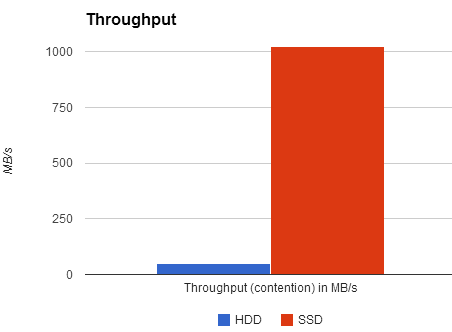 Throughput
1000
750
500
250
0
MB/s
Throughput (contention) in MB/s
HDD
SSD